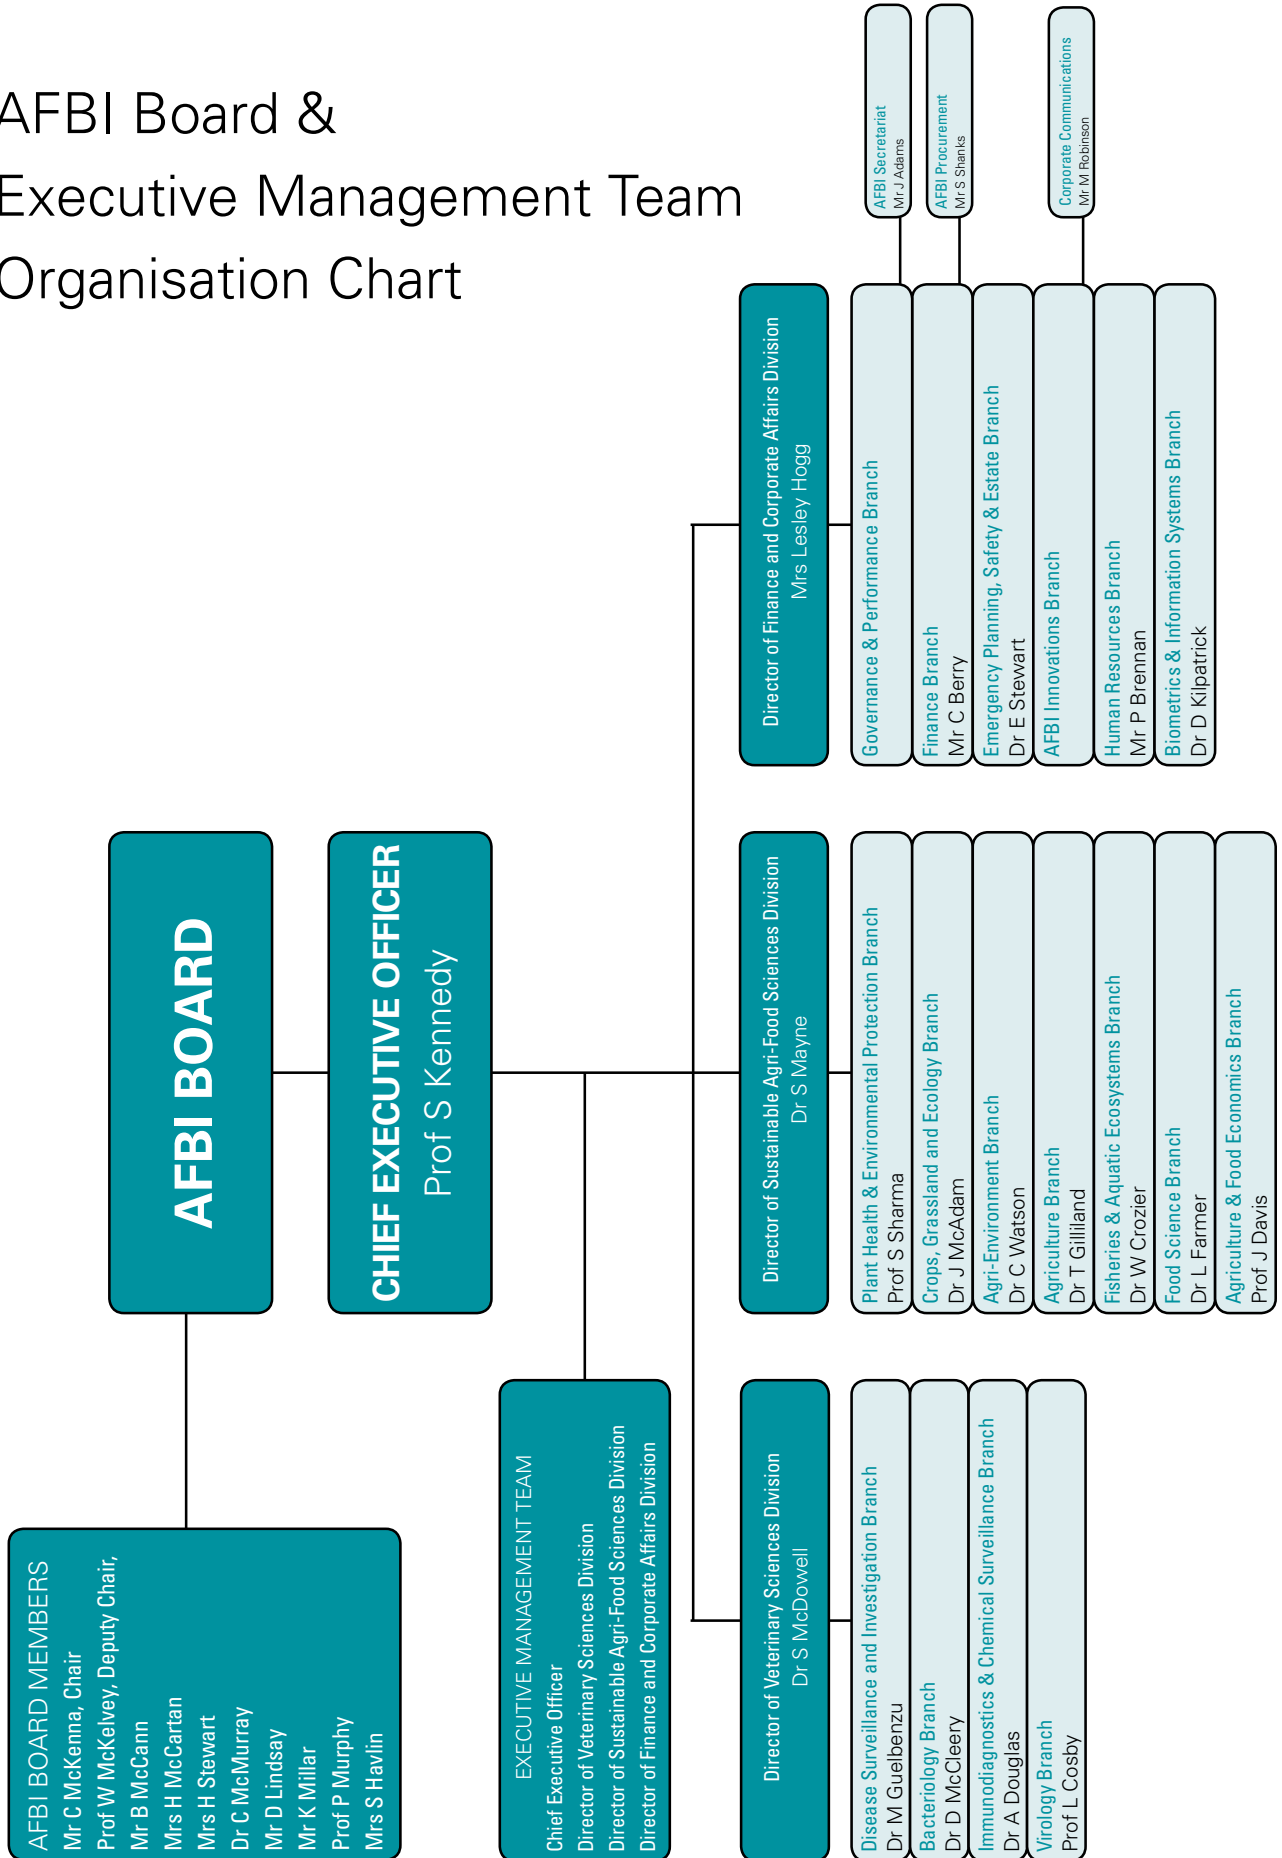 AFBI Board &
Executive Management Team
Organisation Chart
AFBI BOARD MEMBERS
Mr C McKenna, Chair
Prof W McKelvey, Deputy Chair,
Mr B McCann
Mrs H McCartan
Mrs H Stewart
Dr C McMurray
Mr D Lindsay
Mr K Millar
Prof P Murphy
Mrs S Havlin
AFBI BOARD
CHIEF EXECUTIVE OFFICER
Prof S Kennedy
EXECUTIVE MANAGEMENT TEAM
Chief Executive Officer
Director of Veterinary Sciences Division
Director of Sustainable Agri-Food Sciences Division
Director of Finance and Corporate Affairs Division
Director of Veterinary Sciences Division
Dr S McDowell
Disease Surveillance and Investigation Branch
Dr M Guelbenzu
Bacteriology Branch
Dr D McCleery
Immunodiagnostics & Chemical Surveillance Branch
Dr A Douglas
Virology Branch
Prof L Cosby
Director of Sustainable Agri-Food Sciences Division
Dr S Mayne
Plant Health & Environmental Protection Branch
Prof S Sharma
Crops, Grassland and Ecology Branch
Dr J McAdam
Agri-Environment Branch
Dr C Watson
Agriculture Branch
Dr T Gilliland
Fisheries & Aquatic Ecosystems Branch
Dr W Crozier
Food Science Branch
Dr L Farmer
Agriculture & Food Economics Branch
Prof J Davis
Director of Finance and Corporate Affairs Division
Mrs Lesley Hogg
Governance & Performance Branch
Finance Branch
Mr C Berry
Emergency Planning, Safety & Estate Branch
Dr E Stewart
AFBI Innovations Branch
Human Resources Branch
Mr P Brennan
Biometrics & Information Systems Branch
Dr D Kilpatrick
AFBI Secretariat
Mr J Adams
AFBI Procurement
Mr S Shanks
Corporate Communications
Mr M Robinson